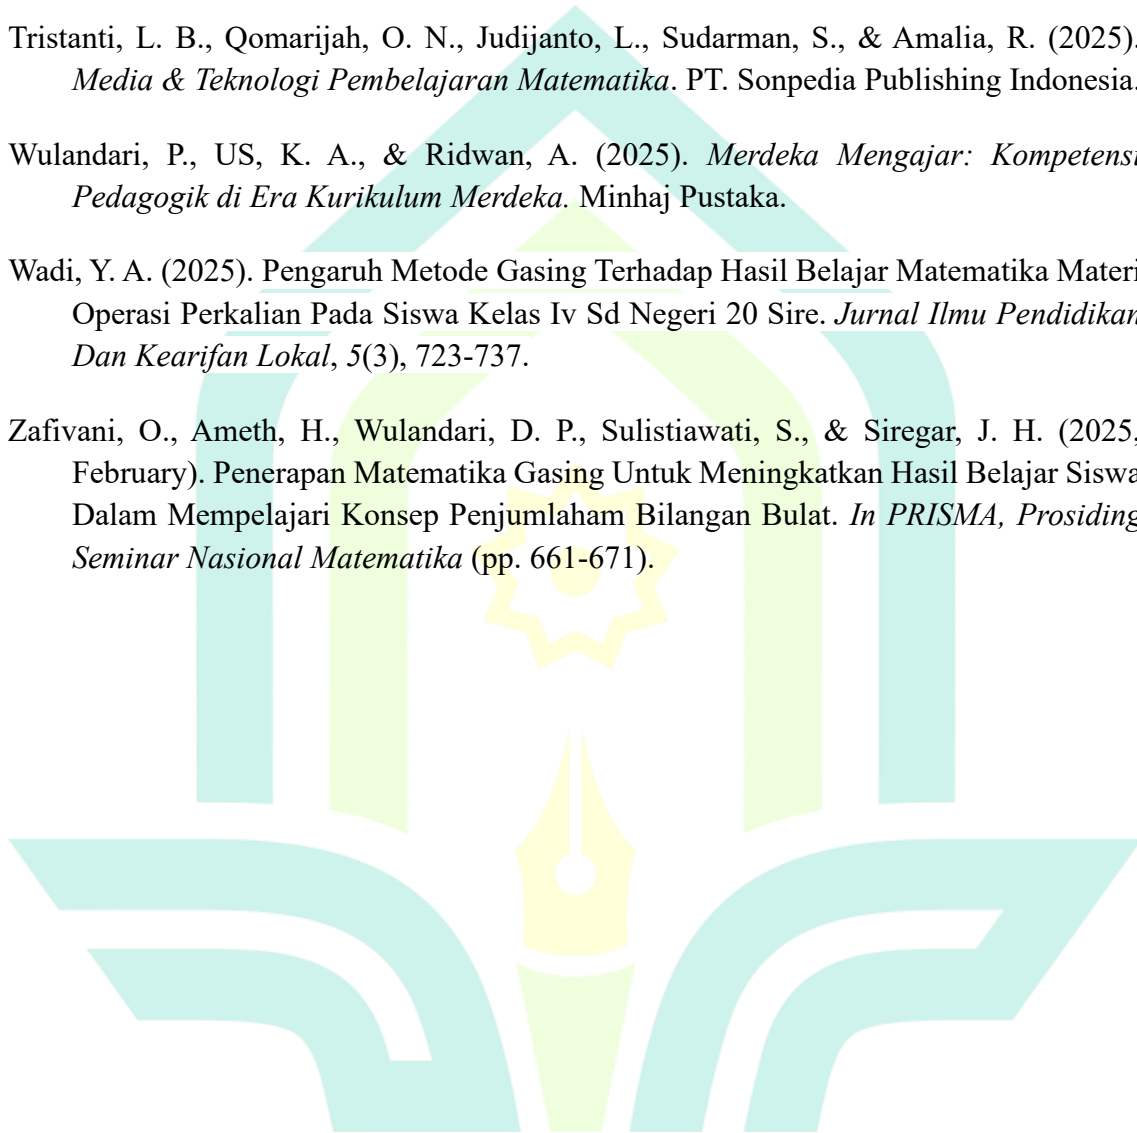 Tristanti, L. B., Qomarijah, O. N., Judijanto, L., Sudarman, S., & Amalia, R. (2025).
Media & Teknologi Pembelajaran Matematika. PT. Sonpedia Publishing Indonesia.
Wulandari, P., US, K. A., & Ridwan, A. (2025). Merdeka Mengajar: Kompetensi
Pedagogik di Era Kurikulum Merdeka. Minhaj Pustaka.
Wadi, Y. A. (2025). Pengaruh Metode Gasing Terhadap Hasil Belajar Matematika Materi
Operasi Perkalian Pada Siswa Kelas Iv Sd Negeri 20 Sire. Jurnal Ilmu Pendidikan
Dan Kearifan Lokal, 5(3), 723-737.
Zafivani, O., Ameth, H., Wulandari, D. P., Sulistiawati, S., & Siregar, J. H. (2025,
February). Penerapan Matematika Gasing Untuk Meningkatkan Hasil Belajar Siswa
Dalam Mempelajari Konsep Penjumlaham Bilangan Bulat. In PRISMA, Prosiding
Seminar Nasional Matematika (pp. 661-671).